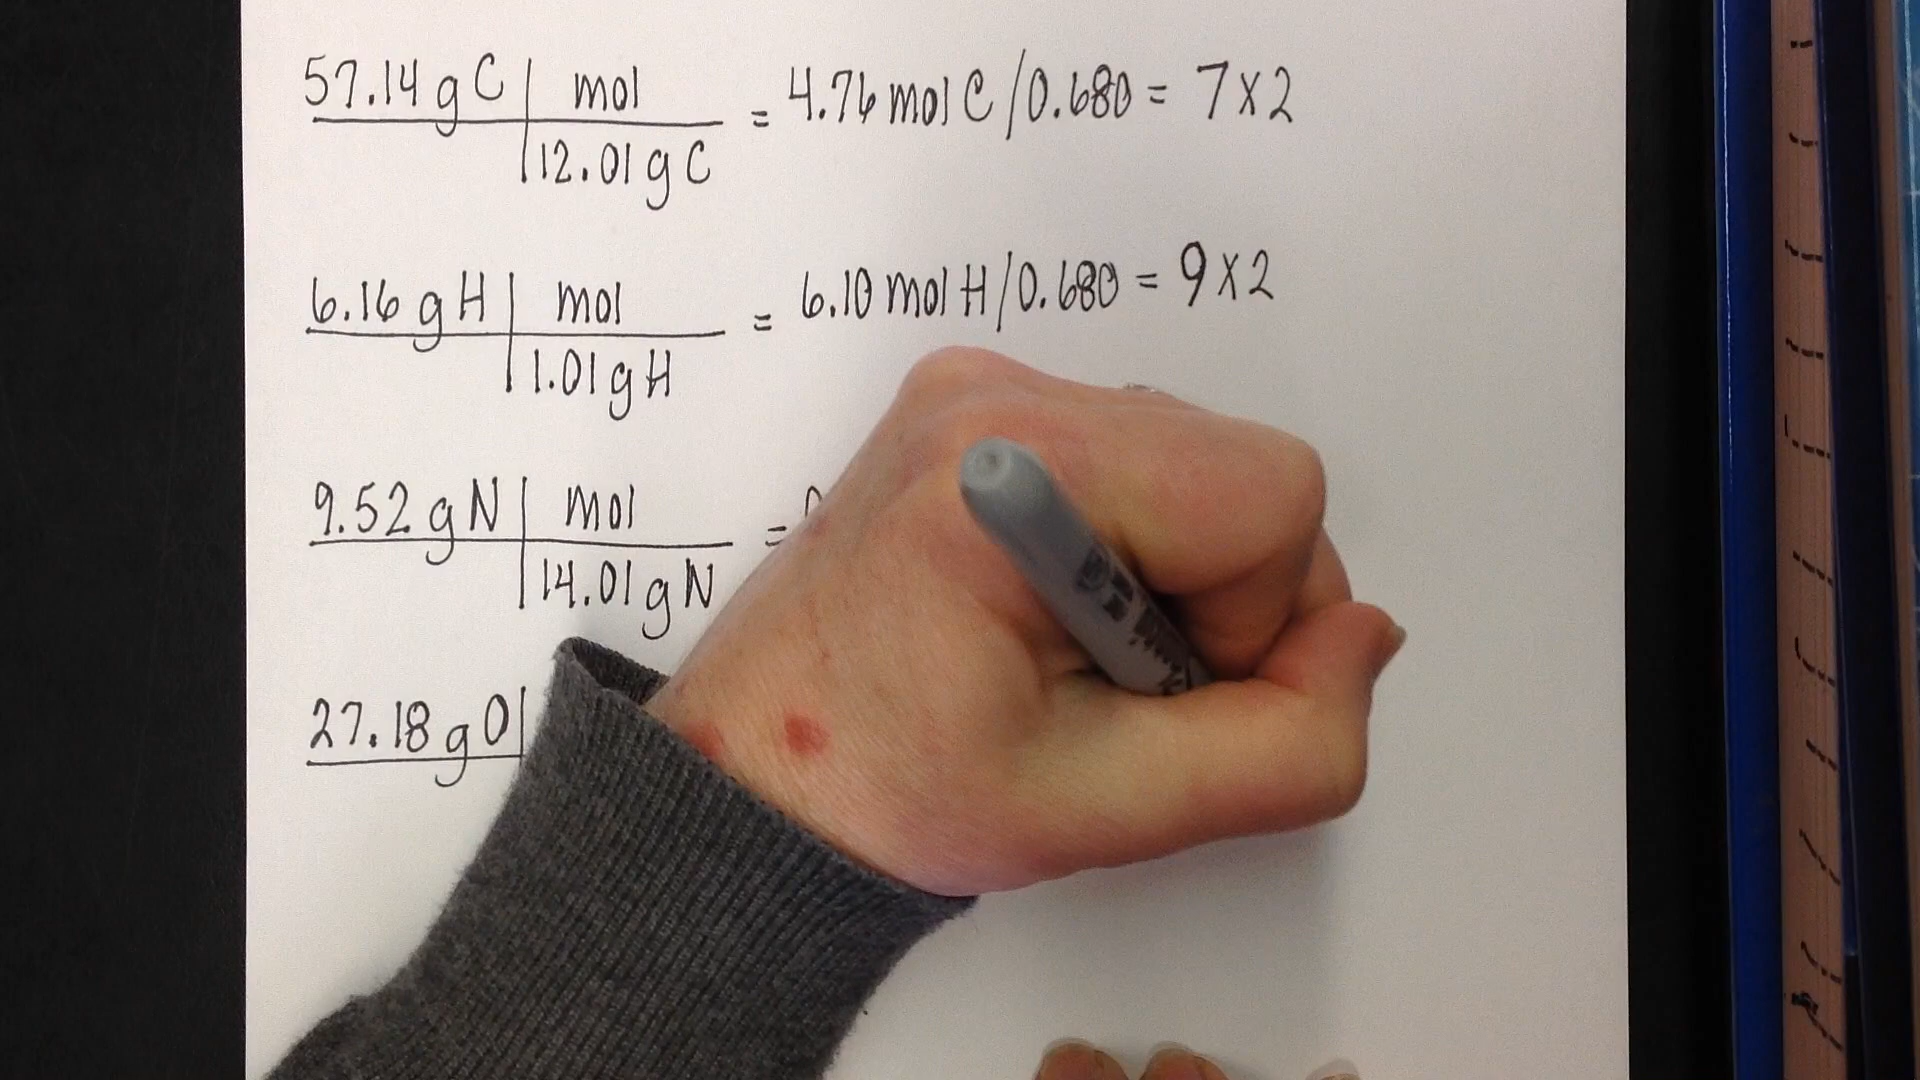 57.14 g C | mol = 4.76 mol C / 0.680 = 7 X 2
12.01 g C
6.16 g H | mol = 6.10 mol H / 0.680 = 9 X 2
1.01 g H
9.52 g N | mol =
14.01 g N
27.18 g O |